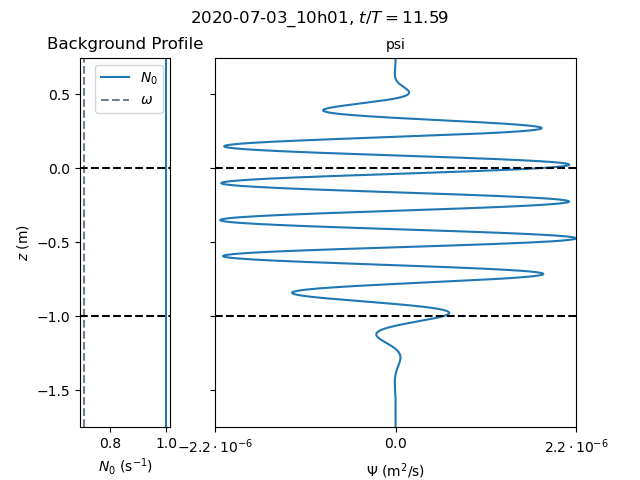 2020-07-03_10h01, t/T = 11.59
Background Profile
psi
N₀
ω
0.5
0.0
−0.5
−1.0
−1.5
z (m)
0.8
1.0
N₀ (s⁻¹)
−2.2 · 10⁻⁶
0.0
2.2 · 10⁻⁶
Ψ (m²/s)